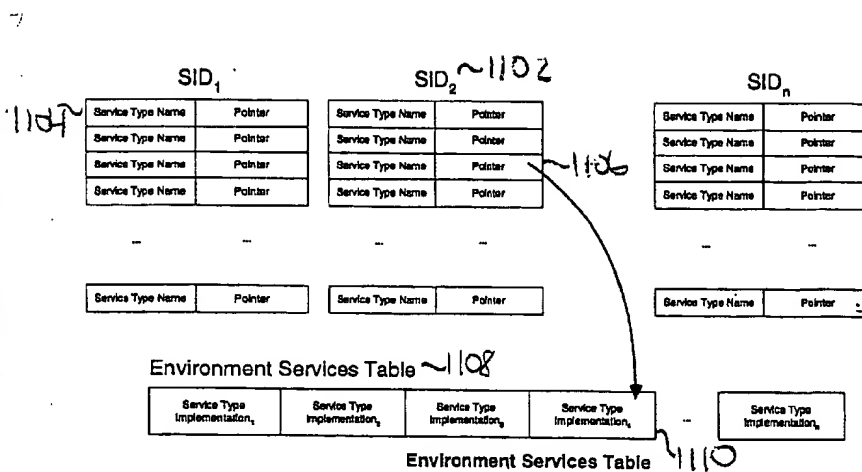 SID1 SID2 ~1102 SIDn
1104~ Service Type Name Pointer Service Type Name Pointer Service Type Name Pointer
Service Type Name Pointer Service Type Name Pointer Service Type Name Pointer
Service Type Name Pointer Service Type Name Pointer ~1106 Service Type Name Pointer
Service Type Name Pointer Service Type Name Pointer Service Type Name Pointer
... ... ... ... ... ...
Service Type Name Pointer Service Type Name Pointer Service Type Name Pointer
Environment Services Table ~1108
Service Type Service Type Service Type Service Type ... Service Type
Implementation1 Implementation2 Implementation3 Implementation4 Implementationn
Environment Services Table ~1110